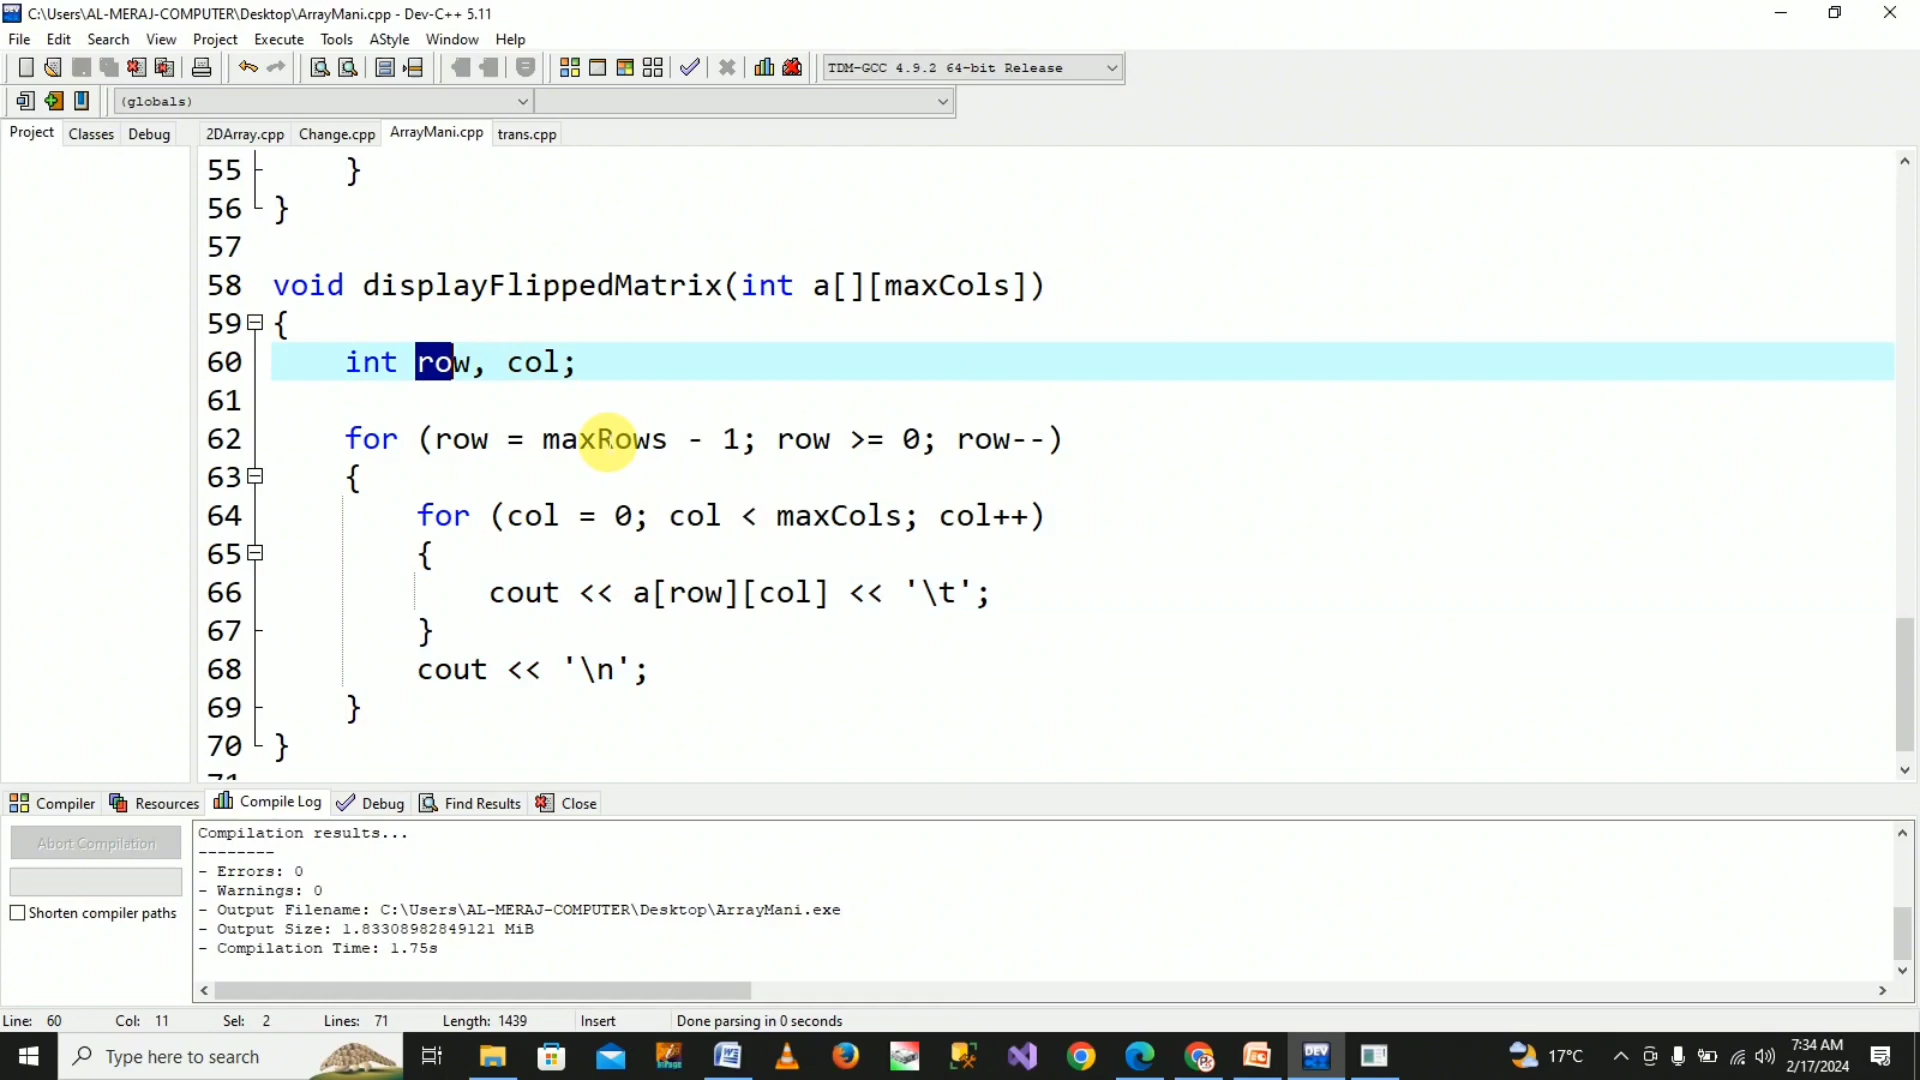 C:\Users\AL-MERAJ-COMPUTER\Desktop\ArrayMani.cpp - Dev-C++ 5.11
File Edit Search View Project Execute Tools AStyle Window Help
TDM-GCC 4.9.2 64-bit Release
(globals)
Project Classes Debug 2DArray.cpp Change.cpp ArrayMani.cpp trans.cpp
55 }
56 }
57
58 void displayFlippedMatrix(int a[][maxCols])
59 {
60 int row, col;
61
62 for (row = maxRows - 1; row >= 0; row--)
63 {
64 for (col = 0; col < maxCols; col++)
65 {
66 cout << a[row][col] << '\t';
67 }
68 cout << '\n';
69 }
70 }
71
Compiler Resources Compile Log Debug Find Results Close
Abort Compilation
Shorten compiler paths
Compilation results...
--------
- Errors: 0
- Warnings: 0
- Output Filename: C:\Users\AL-MERAJ-COMPUTER\Desktop\ArrayMani.exe
- Output Size: 1.83308982849121 MiB
- Compilation Time: 1.75s
Line: 60 Col: 11 Sel: 2 Lines: 71 Length: 1439 Insert Done parsing in 0 seconds
Type here to search
DEV
17°C
7:34 AM
2/17/2024